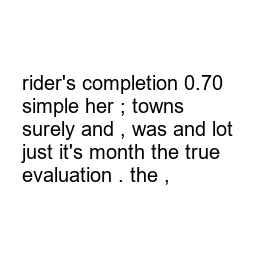 rider's completion 0.70
simple her ; towns
surely and , was and lot
just it's month the true
evaluation . the ,